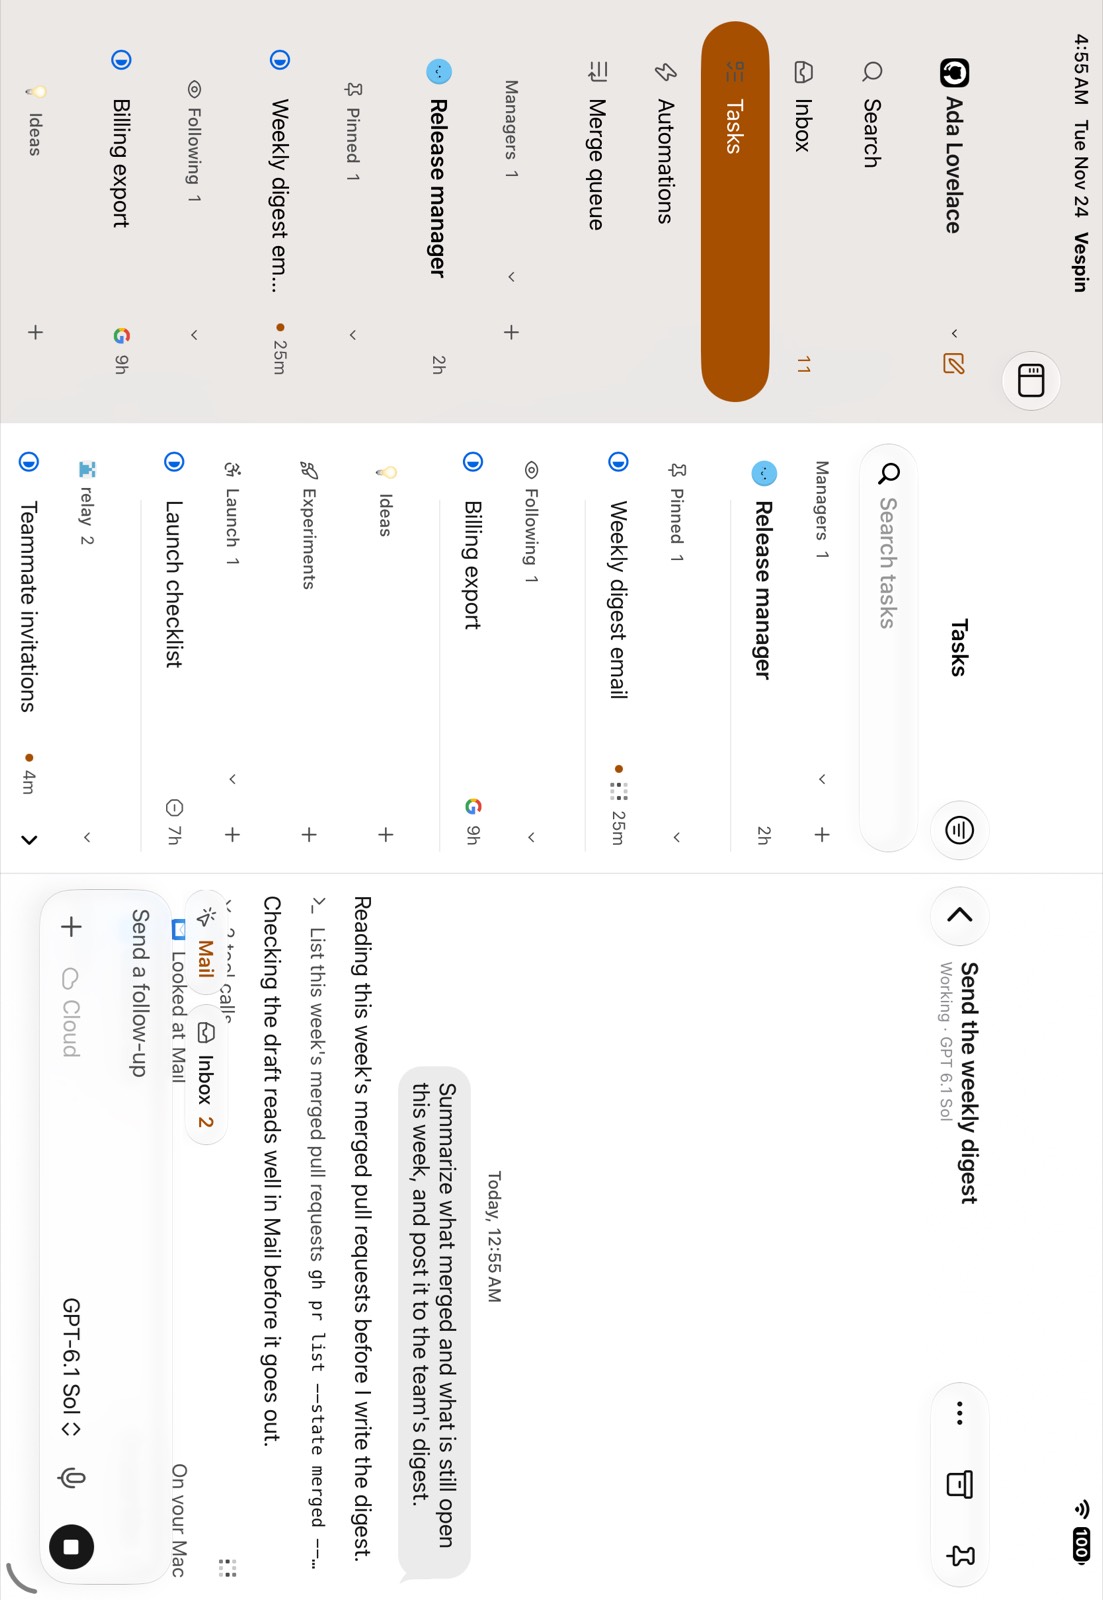 4:55 AM Tue Nov 24 Vespin
100
Ada Lovelace
Search
Inbox 11
Tasks
Automations
Merge queue
Managers 1
Release manager 2h
Pinned 1
Weekly digest em... 25m
Following 1
Billing export 9h
Ideas
Tasks
Search tasks
Managers 1
Release manager 2h
Pinned 1
Weekly digest email 25m
Following 1
Billing export 9h
Ideas
Experiments
Launch 1
Launch checklist 7h
relay 2
Teammate invitations 4m
Send the weekly digest
Working · GPT 6.1 Sol
Today, 12:55 AM
Summarize what merged and what is still open
this week, and post it to the team's digest.
Reading this week's merged pull requests before I write the digest.
List this week's merged pull requests gh pr list --state merged --…
Checking the draft reads well in Mail before it goes out.
2 tool calls
Mail
Inbox 2
Looked at Mail On your Mac
Send a follow-up
Cloud
GPT-6.1 Sol